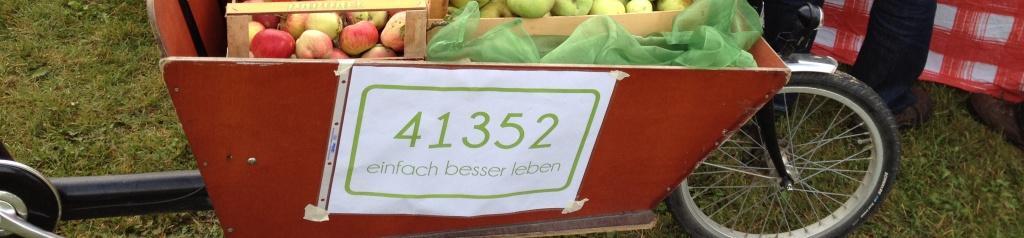 41352
einfach besser leben